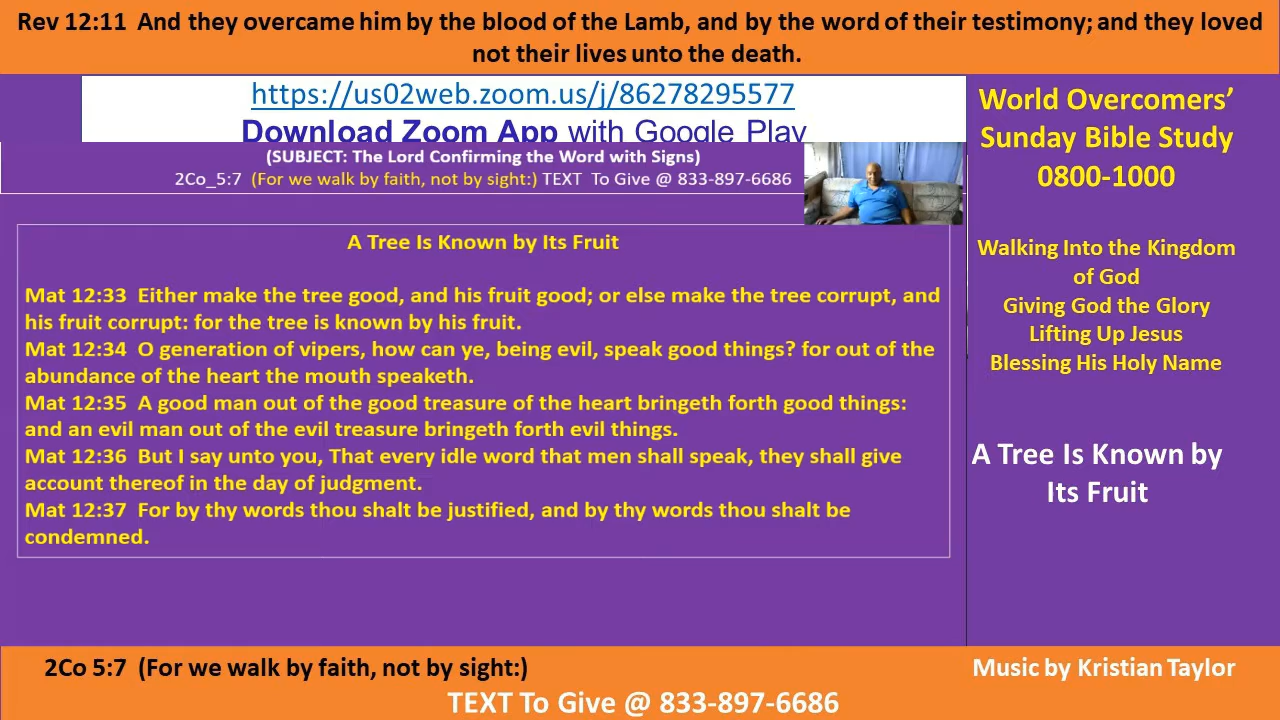 Rev 12:11  And they overcame him by the blood of the Lamb, and by the word of their testimony; and they loved
not their lives unto the death.
https://us02web.zoom.us/j/86278295577
Download Zoom App with Google Play
(SUBJECT: The Lord Confirming the Word with Signs)
2Co_5:7  (For we walk by faith, not by sight:) TEXT  To Give @ 833-897-6686
A Tree Is Known by Its Fruit
Mat 12:33  Either make the tree good, and his fruit good; or else make the tree corrupt, and
his fruit corrupt: for the tree is known by his fruit.
Mat 12:34  O generation of vipers, how can ye, being evil, speak good things? for out of the
abundance of the heart the mouth speaketh.
Mat 12:35  A good man out of the good treasure of the heart bringeth forth good things:
and an evil man out of the evil treasure bringeth forth evil things.
Mat 12:36  But I say unto you, That every idle word that men shall speak, they shall give
account thereof in the day of judgment.
Mat 12:37  For by thy words thou shalt be justified, and by thy words thou shalt be
condemned.
World Overcomers’
Sunday Bible Study
0800-1000
Walking Into the Kingdom
of God
Giving God the Glory
Lifting Up Jesus
Blessing His Holy Name
A Tree Is Known by
Its Fruit
2Co 5:7  (For we walk by faith, not by sight:)
Music by Kristian Taylor
TEXT To Give @ 833-897-6686